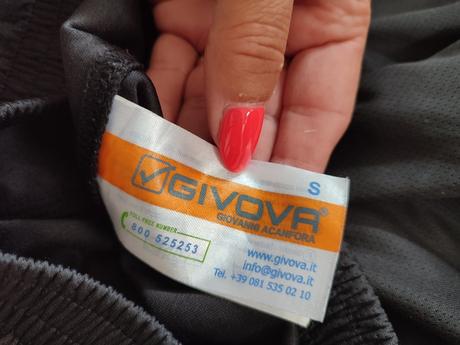 S
GIVOVA®
GIOVANNI ACANFORA
TOLL FREE NUMBER
800 525253
www.givova.it
info@givova.it
Tel. +39 081 535 02 10